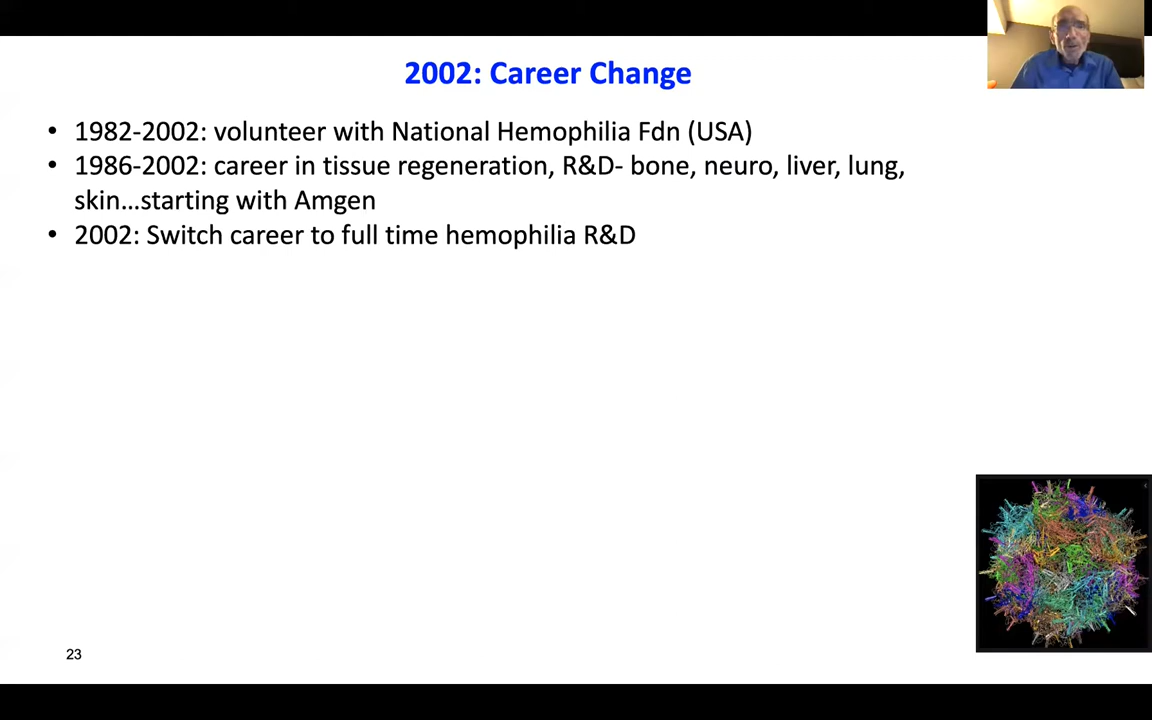 2002: Career Change
• 1982-2002: volunteer with National Hemophilia Fdn (USA)
• 1986-2002: career in tissue regeneration, R&D- bone, neuro, liver, lung,
skin…starting with Amgen
• 2002: Switch career to full time hemophilia R&D
23